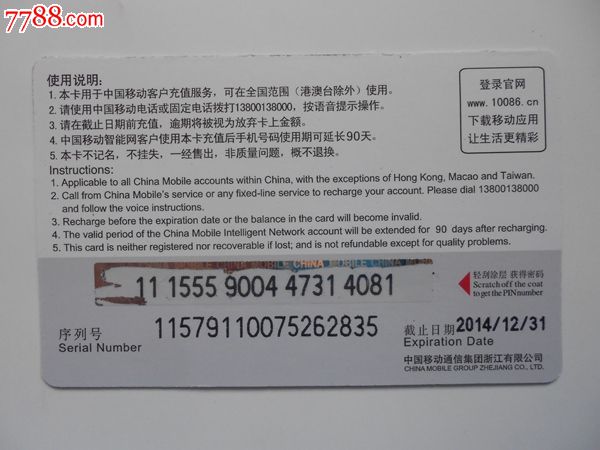 7788.com
使用说明：
1. 本卡用于中国移动客户充值服务，可在全国范围（港澳台除外）使用。
2. 请使用中国移动电话或固定电话拨打13800138000，按语音提示操作。
3. 请在截止日期前充值，逾期将被视为放弃卡上金额。
4. 中国移动智能网客户使用本卡充值后手机号码使用期可延长90天。
5. 本卡不记名，不挂失，一经售出，非质量问题，概不退换。
登录官网
www.10086.cn
下载移动应用
让生活更精彩
Instructions:
1. Applicable to all China Mobile accounts within China, with the exceptions of Hong Kong, Macao and Taiwan.
2. Call from China Mobile's service or any fixed-line service to recharge your account. Please dial 13800138000
and follow the voice instructions.
3. Recharge before the expiration date or the balance in the card will become invalid.
4. The valid period of the China Mobile Intelligent Network account will be extended for 90 days after recharging.
5. This card is neither registered nor recoverable if lost; and is not refundable except for quality problems.
CHINA MOBILE CHINA MOBILE CHINA MO
11 1555 9004 4731 4081
轻刮涂层 获得密码
Scratch off the coat
to get the PIN number
序列号 11579110075262835
Serial Number
截止日期 2014/12/31
Expiration Date
中国移动通信集团浙江有限公司
CHINA MOBILE GROUP ZHEJIANG CO., LTD.